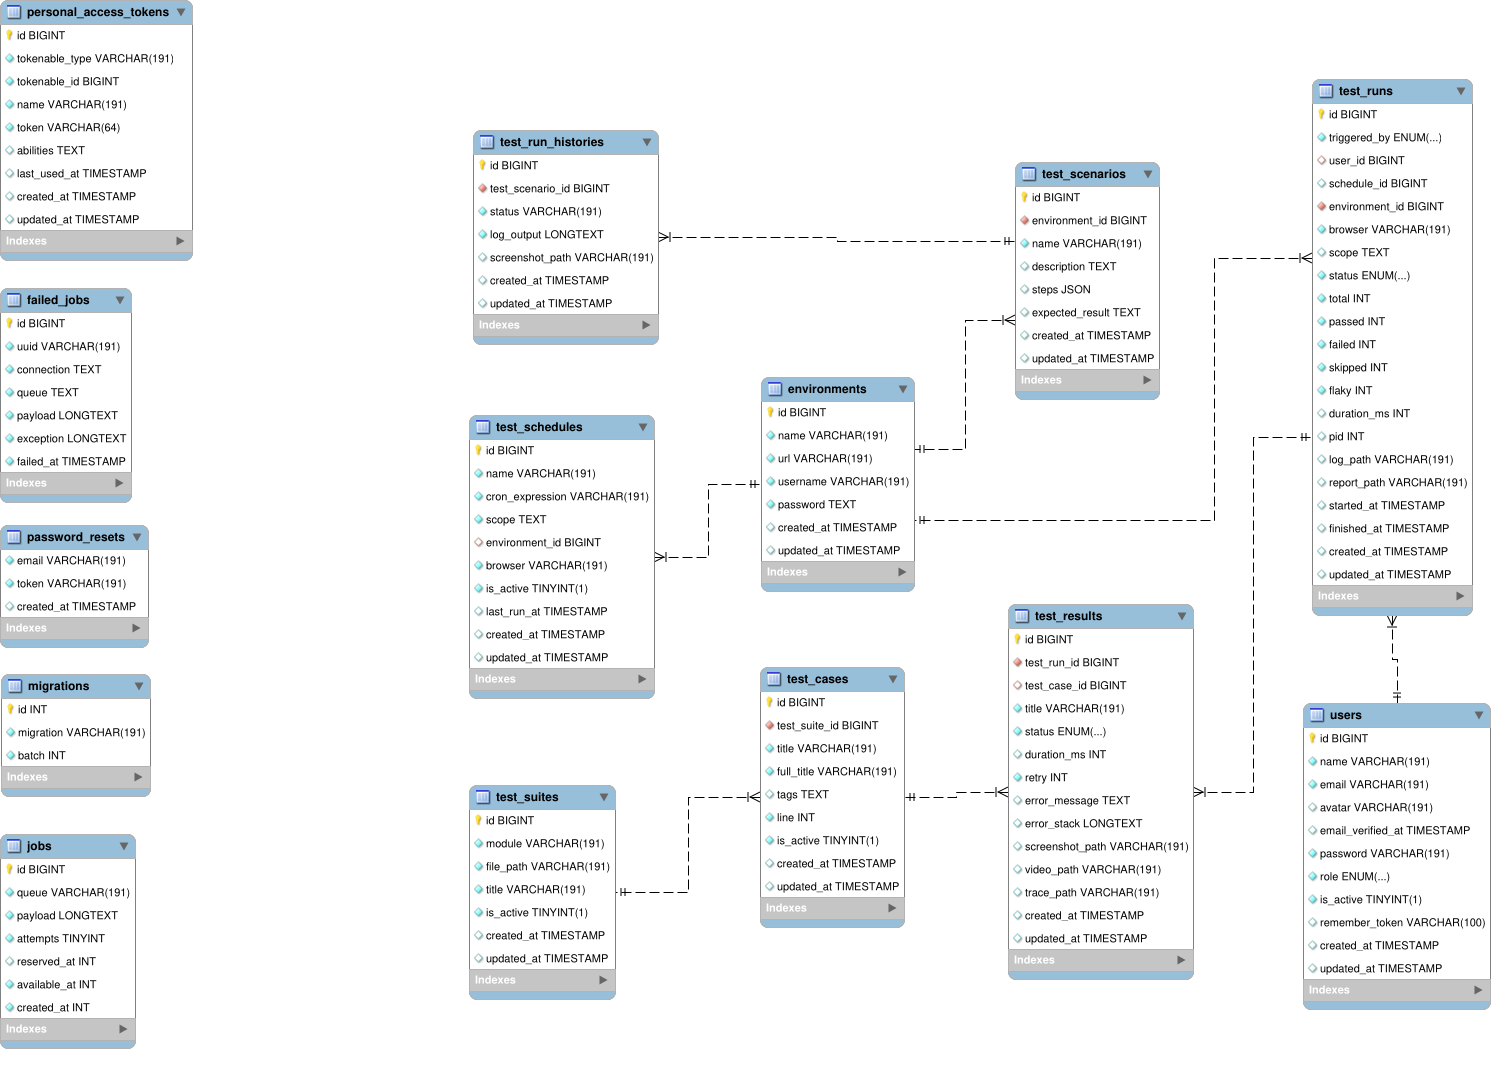 personal_access_tokens
id BIGINT
tokenable_type VARCHAR(191)
tokenable_id BIGINT
name VARCHAR(191)
token VARCHAR(64)
abilities TEXT
last_used_at TIMESTAMP
created_at TIMESTAMP
updated_at TIMESTAMP
Indexes
failed_jobs
id BIGINT
uuid VARCHAR(191)
connection TEXT
queue TEXT
payload LONGTEXT
exception LONGTEXT
failed_at TIMESTAMP
Indexes
password_resets
email VARCHAR(191)
token VARCHAR(191)
created_at TIMESTAMP
Indexes
migrations
id INT
migration VARCHAR(191)
batch INT
Indexes
jobs
id BIGINT
queue VARCHAR(191)
payload LONGTEXT
attempts TINYINT
reserved_at INT
available_at INT
created_at INT
Indexes
test_run_histories
id BIGINT
test_scenario_id BIGINT
status VARCHAR(191)
log_output LONGTEXT
screenshot_path VARCHAR(191)
created_at TIMESTAMP
updated_at TIMESTAMP
Indexes
test_schedules
id BIGINT
name VARCHAR(191)
cron_expression VARCHAR(191)
scope TEXT
environment_id BIGINT
browser VARCHAR(191)
is_active TINYINT(1)
last_run_at TIMESTAMP
created_at TIMESTAMP
updated_at TIMESTAMP
Indexes
test_suites
id BIGINT
module VARCHAR(191)
file_path VARCHAR(191)
title VARCHAR(191)
is_active TINYINT(1)
created_at TIMESTAMP
updated_at TIMESTAMP
Indexes
environments
id BIGINT
name VARCHAR(191)
url VARCHAR(191)
username VARCHAR(191)
password TEXT
created_at TIMESTAMP
updated_at TIMESTAMP
Indexes
test_cases
id BIGINT
test_suite_id BIGINT
title VARCHAR(191)
full_title VARCHAR(191)
tags TEXT
line INT
is_active TINYINT(1)
created_at TIMESTAMP
updated_at TIMESTAMP
Indexes
test_scenarios
id BIGINT
environment_id BIGINT
name VARCHAR(191)
description TEXT
steps JSON
expected_result TEXT
created_at TIMESTAMP
updated_at TIMESTAMP
Indexes
test_results
id BIGINT
test_run_id BIGINT
test_case_id BIGINT
title VARCHAR(191)
status ENUM(...)
duration_ms INT
retry INT
error_message TEXT
error_stack LONGTEXT
screenshot_path VARCHAR(191)
video_path VARCHAR(191)
trace_path VARCHAR(191)
created_at TIMESTAMP
updated_at TIMESTAMP
Indexes
test_runs
id BIGINT
triggered_by ENUM(...)
user_id BIGINT
schedule_id BIGINT
environment_id BIGINT
browser VARCHAR(191)
scope TEXT
status ENUM(...)
total INT
passed INT
failed INT
skipped INT
flaky INT
duration_ms INT
pid INT
log_path VARCHAR(191)
report_path VARCHAR(191)
started_at TIMESTAMP
finished_at TIMESTAMP
created_at TIMESTAMP
updated_at TIMESTAMP
Indexes
users
id BIGINT
name VARCHAR(191)
email VARCHAR(191)
avatar VARCHAR(191)
email_verified_at TIMESTAMP
password VARCHAR(191)
role ENUM(...)
is_active TINYINT(1)
remember_token VARCHAR(100)
created_at TIMESTAMP
updated_at TIMESTAMP
Indexes